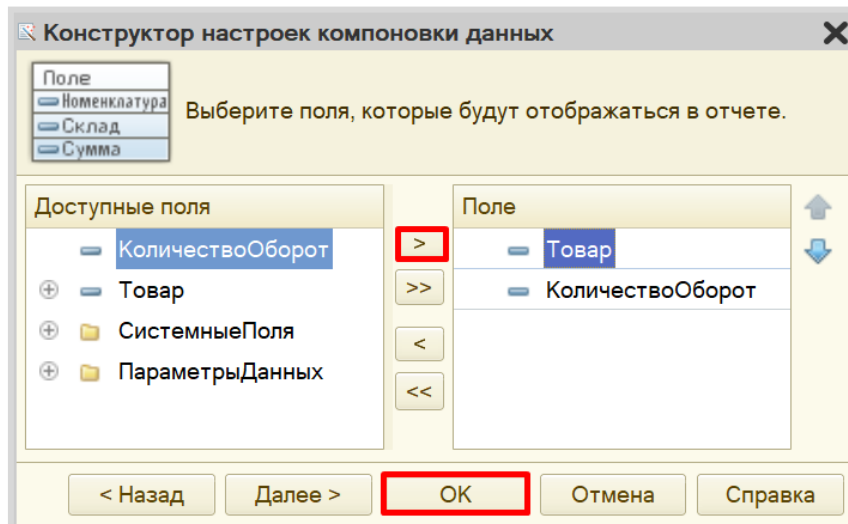 Конструктор настроек компоновки данных
Поле
Номенклатура
Склад
Сумма
Выберите поля, которые будут отображаться в отчете.
Доступные поля
КоличествоОборот
Товар
СистемныеПоля
ПараметрыДанных
>
>>
<
<<
Поле
Товар
КоличествоОборот
< Назад
Далее >
OK
Отмена
Справка